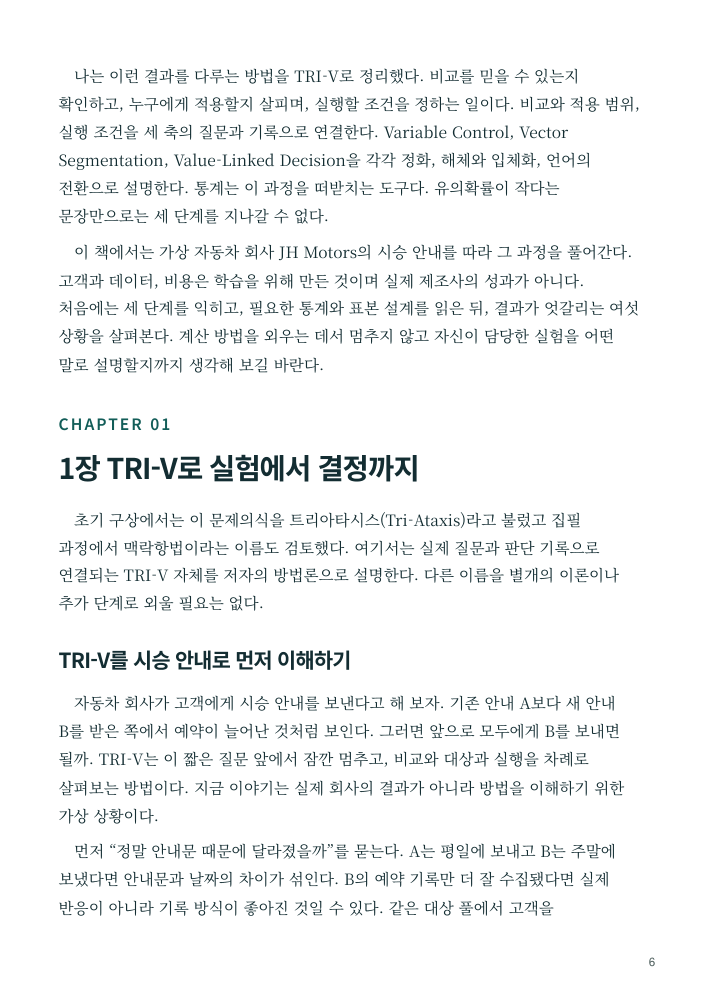 나는 이런 결과를 다루는 방법을 TRI-V로 정리했다. 비교를 믿을 수 있는지
확인하고, 누구에게 적용할지 살피며, 실행할 조건을 정하는 일이다. 비교와 적용 범위,
실행 조건을 세 축의 질문과 기록으로 연결한다. Variable Control, Vector
Segmentation, Value-Linked Decision을 각각 정화, 해체와 입체화, 언어의
전환으로 설명한다. 통계는 이 과정을 떠받치는 도구다. 유의확률이 작다는
문장만으로는 세 단계를 지나갈 수 없다.
이 책에서는 가상 자동차 회사 JH Motors의 시승 안내를 따라 그 과정을 풀어간다.
고객과 데이터, 비용은 학습을 위해 만든 것이며 실제 제조사의 성과가 아니다.
처음에는 세 단계를 익히고, 필요한 통계와 표본 설계를 읽은 뒤, 결과가 엇갈리는 여섯
상황을 살펴본다. 계산 방법을 외우는 데서 멈추지 않고 자신이 담당한 실험을 어떤
말로 설명할지까지 생각해 보길 바란다.
CHAPTER 01
1장 TRI-V로 실험에서 결정까지
초기 구상에서는 이 문제의식을 트리아타시스(Tri-Ataxis)라고 불렀고 집필
과정에서 맥락항법이라는 이름도 검토했다. 여기서는 실제 질문과 판단 기록으로
연결되는 TRI-V 자체를 저자의 방법론으로 설명한다. 다른 이름을 별개의 이론이나
추가 단계로 외울 필요는 없다.
TRI-V를 시승 안내로 먼저 이해하기
자동차 회사가 고객에게 시승 안내를 보낸다고 해 보자. 기존 안내 A보다 새 안내
B를 받은 쪽에서 예약이 늘어난 것처럼 보인다. 그러면 앞으로 모두에게 B를 보내면
될까. TRI-V는 이 짧은 질문 앞에서 잠깐 멈추고, 비교와 대상과 실행을 차례로
살펴보는 방법이다. 지금 이야기는 실제 회사의 결과가 아니라 방법을 이해하기 위한
가상 상황이다.
먼저 “정말 안내문 때문에 달라졌을까”를 묻는다. A는 평일에 보내고 B는 주말에
보냈다면 안내문과 날짜의 차이가 섞인다. B의 예약 기록만 더 잘 수집됐다면 실제
반응이 아니라 기록 방식이 좋아진 것일 수 있다. 같은 대상 풀에서 고객을
6